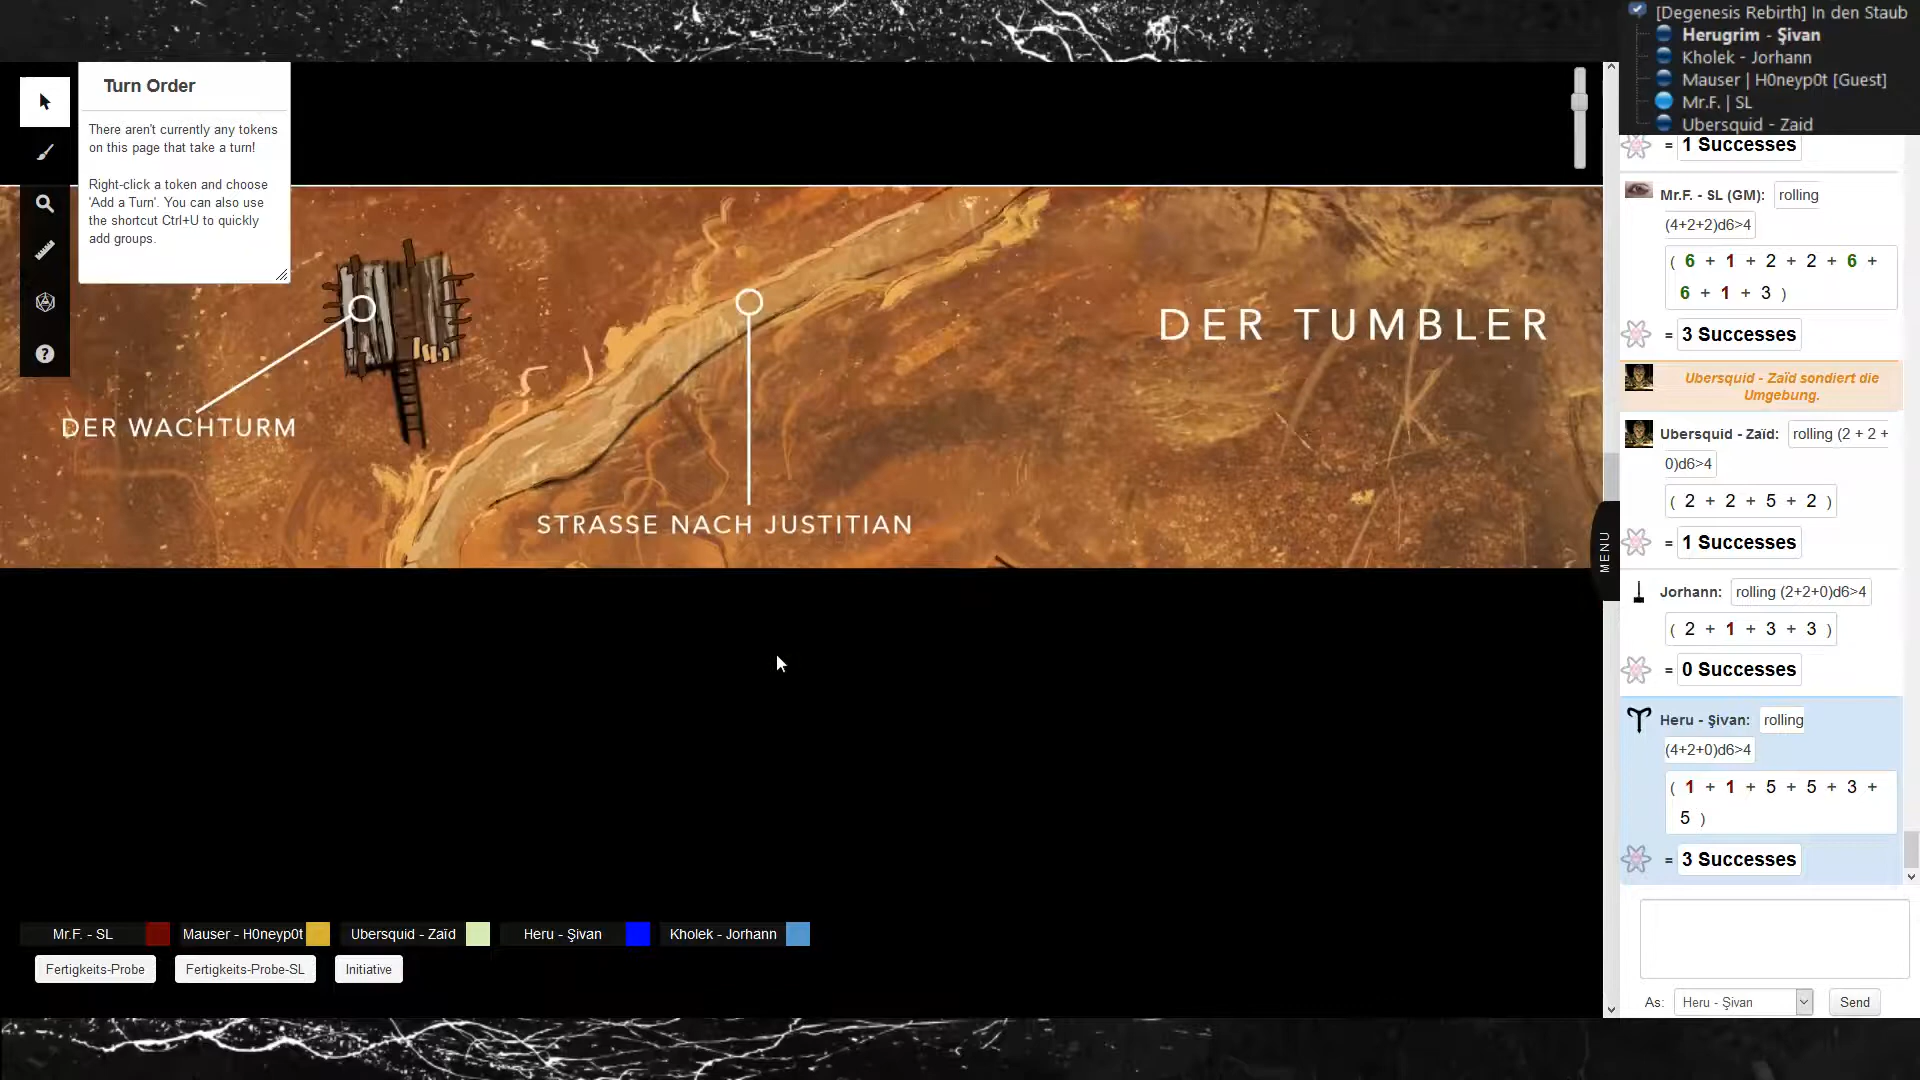 Turn Order
There aren't currently any tokens
on this page that take a turn!
Right-click a token and choose
'Add a Turn'. You can also use
the shortcut Ctrl+U to quickly
add groups.
DER WACHTURM
STRASSE NACH JUSTITIAN
DER TUMBLER
MENU
Mr.F. - SL
Mauser - H0neyp0t
Ubersquid - Zaïd
Heru - Şivan
Kholek - Jorhann
Fertigkeits-Probe
Fertigkeits-Probe-SL
Initiative
[Degenesis Rebirth] In den Staub
Herugrim - Şivan
Kholek - Jorhann
Mauser | H0neyp0t [Guest]
Mr.F. | SL
Ubersquid - Zaid
= 1 Successes
Mr.F. - SL (GM): rolling
(4+2+2)d6>4
( 6 + 1 + 2 + 2 + 6 +
6 + 1 + 3 )
= 3 Successes
Ubersquid - Zaïd sondiert die
Umgebung.
Ubersquid - Zaïd: rolling (2 + 2 +
0)d6>4
( 2 + 2 + 5 + 2 )
= 1 Successes
Jorhann: rolling (2+2+0)d6>4
( 2 + 1 + 3 + 3 )
= 0 Successes
Heru - Şivan: rolling
(4+2+0)d6>4
( 1 + 1 + 5 + 5 + 3 +
5 )
= 3 Successes
As: Heru - Şivan Send